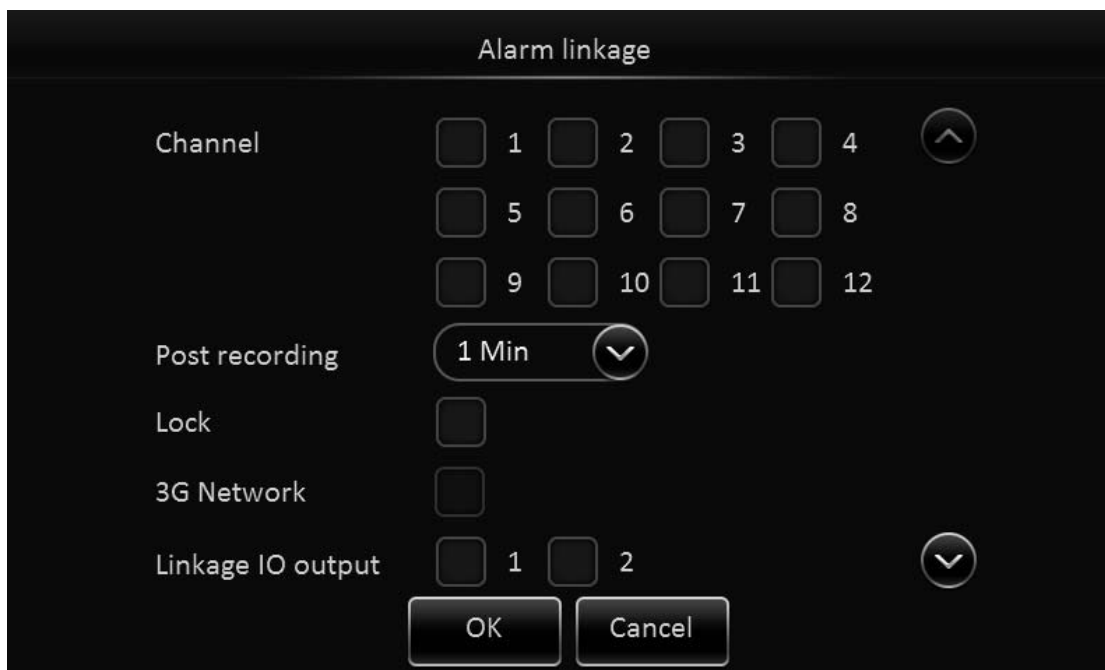 Alarm linkage
Channel 1 2 3 4
5 6 7 8
9 10 11 12
Post recording 1 Min
Lock
3G Network
Linkage IO output 1 2
OK Cancel